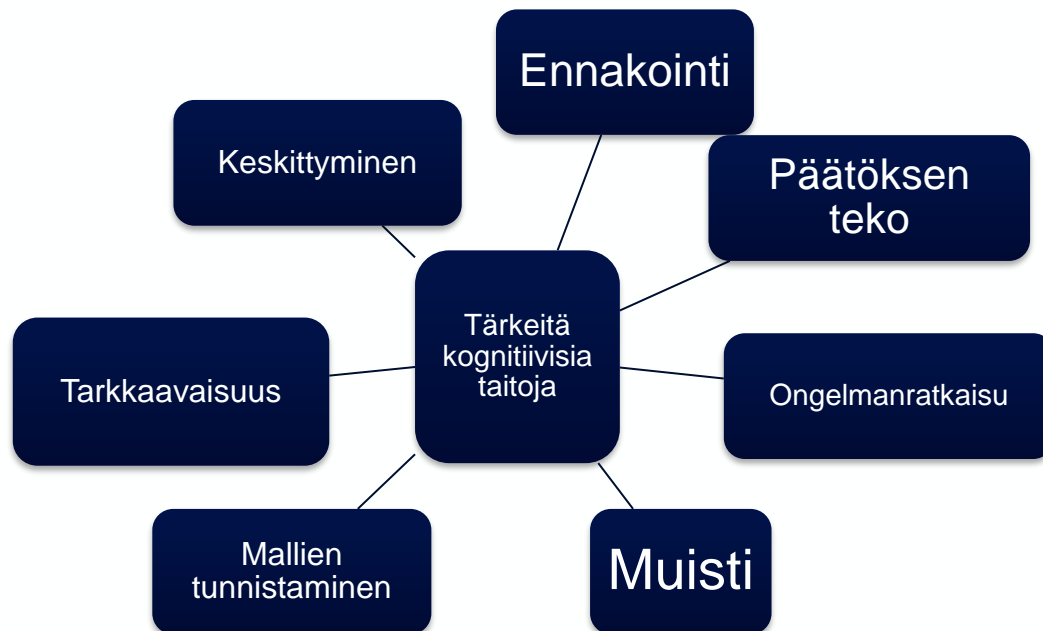 Ennakointi
Keskittyminen
Päätöksen
teko
Tärkeitä
kognitiivisia
taitoja
Tarkkaavaisuus
Ongelmanratkaisu
Mallien
tunnistaminen
Muisti